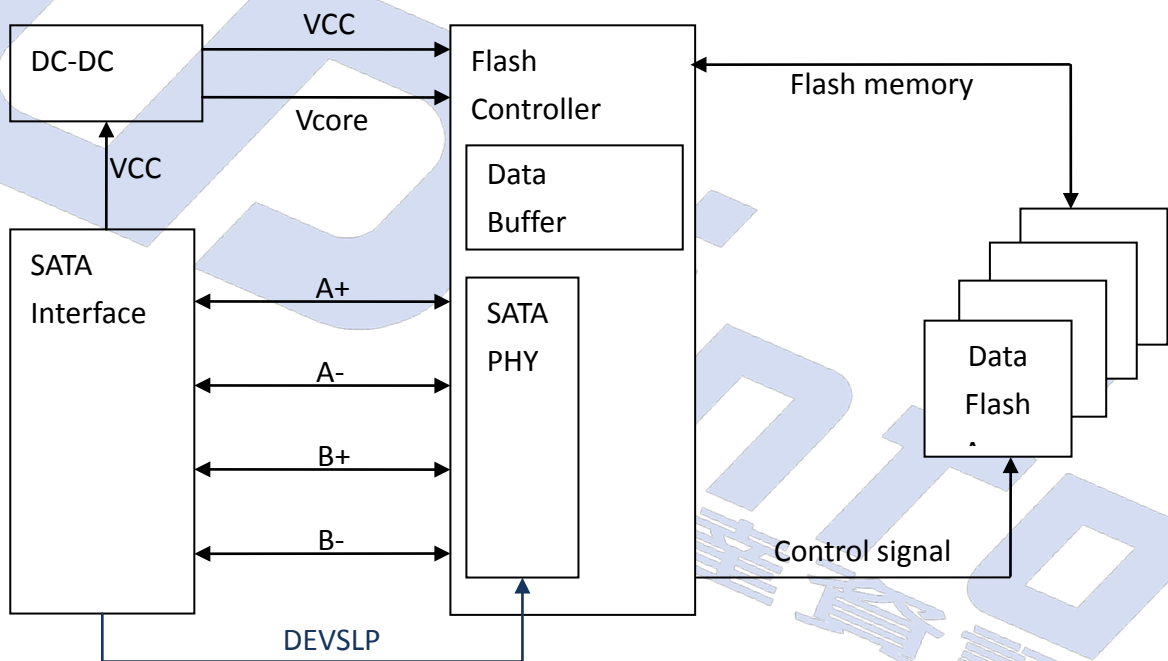 DC-DC
VCC
Vcore
VCC
Flash
Controller
Data
Buffer
SATA
PHY
SATA
Interface
A+
A-
B+
B-
DEVSLP
Flash memory
Data
Flash
Control signal